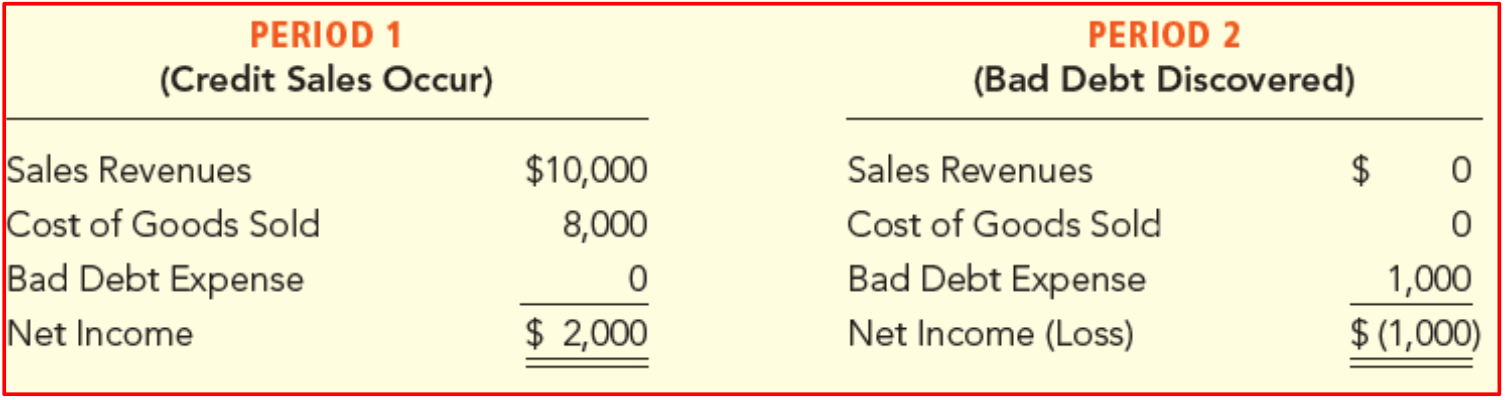 PERIOD 1
(Credit Sales Occur)
Sales Revenues $10,000
Cost of Goods Sold 8,000
Bad Debt Expense 0
Net Income $ 2,000
PERIOD 2
(Bad Debt Discovered)
Sales Revenues $ 0
Cost of Goods Sold 0
Bad Debt Expense 1,000
Net Income (Loss) $ (1,000)